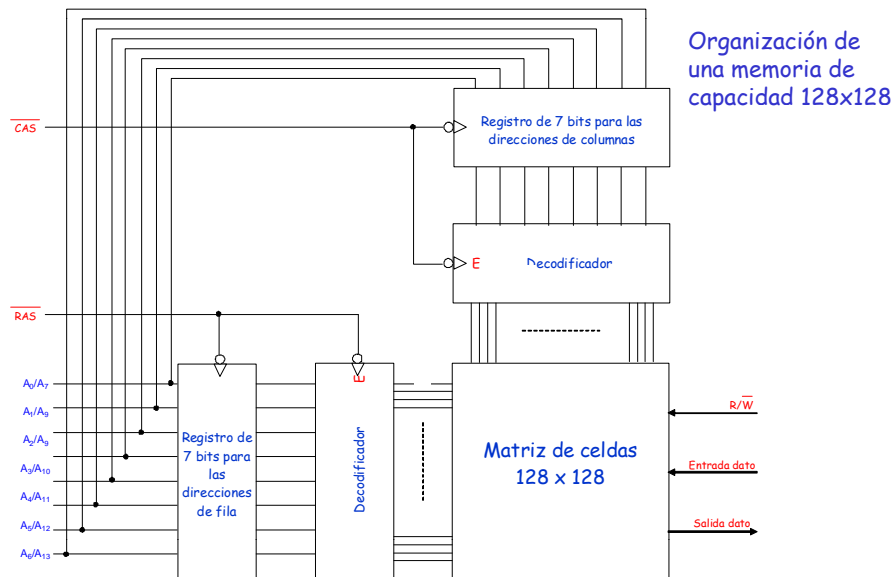 Organización de
una memoria de
capacidad 128x128
CAS
Registro de 7 bits para las
direcciones de columnas
E
Decodificador
RAS
A0/A7
A1/A9
A2/A9
A3/A10
A4/A11
A5/A12
A6/A13
Registro de
7 bits para
las
direcciones
de fila
E
Decodificador
Matriz de celdas
128 x 128
R/W
Entrada dato
Salida dato